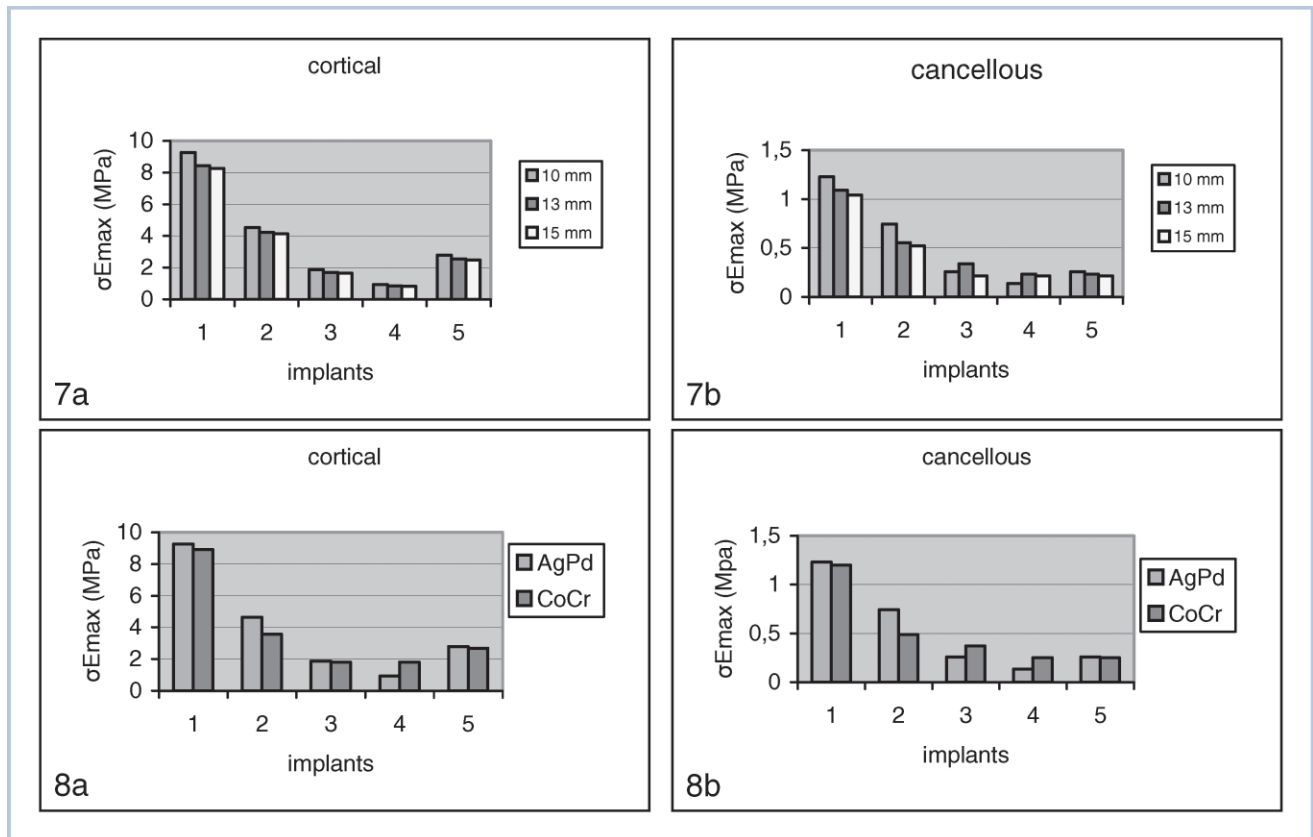 cortical
σEmax (MPa)
10
8
6
4
2
0
1 2 3 4 5
implants
10 mm
13 mm
15 mm
7a
cancellous
σEmax (MPa)
1,5
1
0,5
0
1 2 3 4 5
implants
10 mm
13 mm
15 mm
7b
cortical
σEmax (MPa)
10
8
6
4
2
0
1 2 3 4 5
implants
AgPd
CoCr
8a
cancellous
σEmax (Mpa)
1,5
1
0,5
0
1 2 3 4 5
implants
AgPd
CoCr
8b